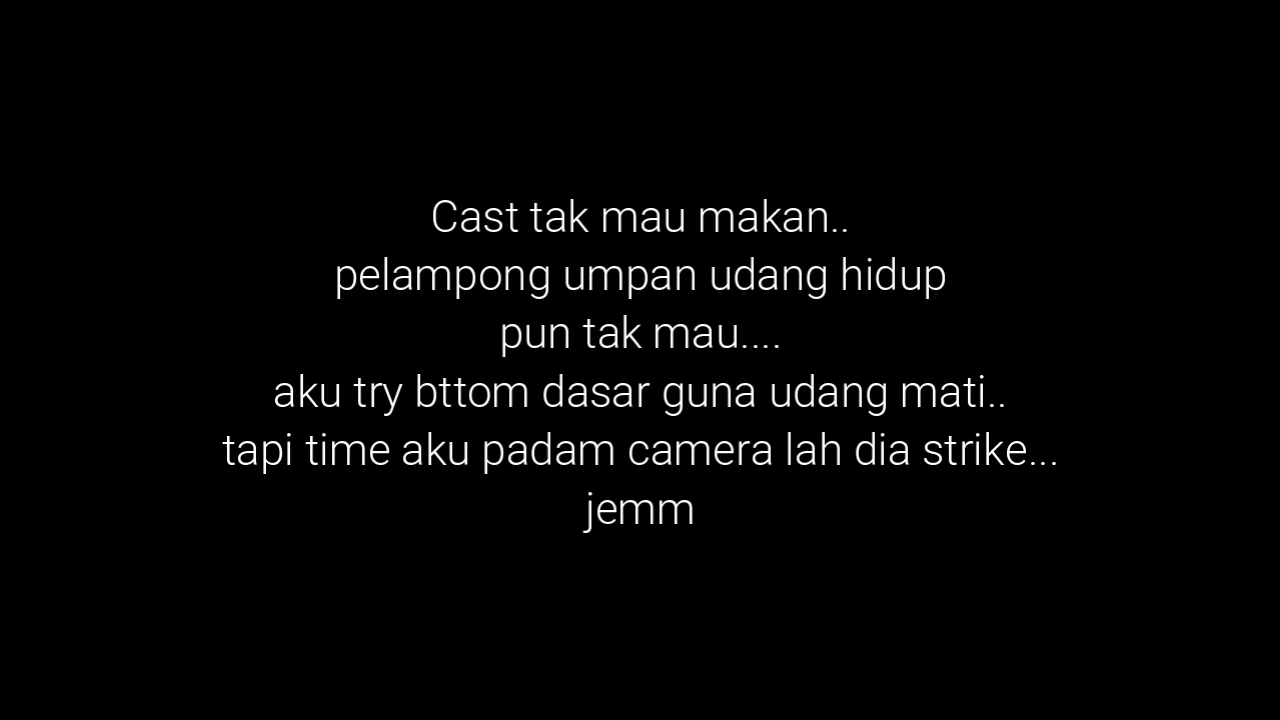 Cast tak mau makan..
pelampong umpan udang hidup
pun tak mau....
aku try bttom dasar guna udang mati..
tapi time aku padam camera lah dia strike...
jemm